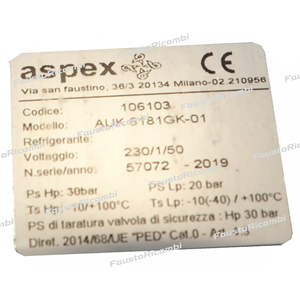 aspex
CE
Via san faustino, 36/3 20134 Milano-02.210956
Codice: 106103
Modello: AUK 6181GK-01
Refrigerante:
Voltaggio: 230/1/50
N.serie/anno: 57072 - 2019
Ps Hp: 30bar PS Lp: 20 bar
Ts Hp: -10/+100°C Ts Lp: -10(-40) / +100°C
PS di taratura valvola di sicurezza : Hp 30 bar
Diret. 2014/68/UE "PED" Cat.0 -
FaustoRicambi